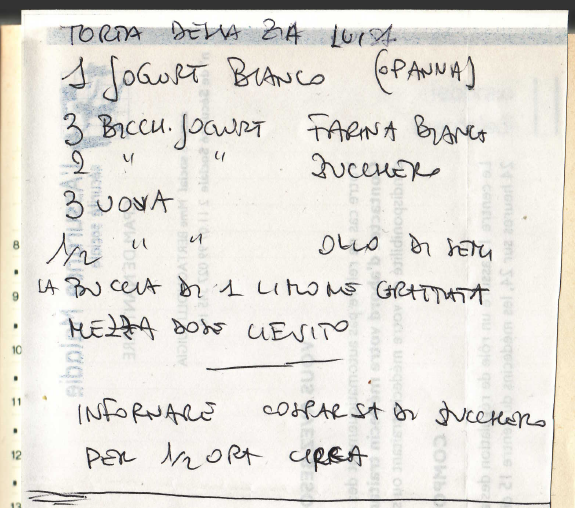 TORTA DELLA ZIA LUISA
1 JOGURT BIANCO (O PANNA)
3 BICCH. JOGURT FARINA BIANCA
2 " " ZUCCHERO
3 UOVA
1/2 " " OLIO DI SEMI
LA BUCCIA DI 1 LIMONE GRATTATA
MEZZA DOSE LIEVITO
INFORNARE COSPARSA DI ZUCCHERO
PER 1/2 ORA CIRCA
8
9
10
11
12
13